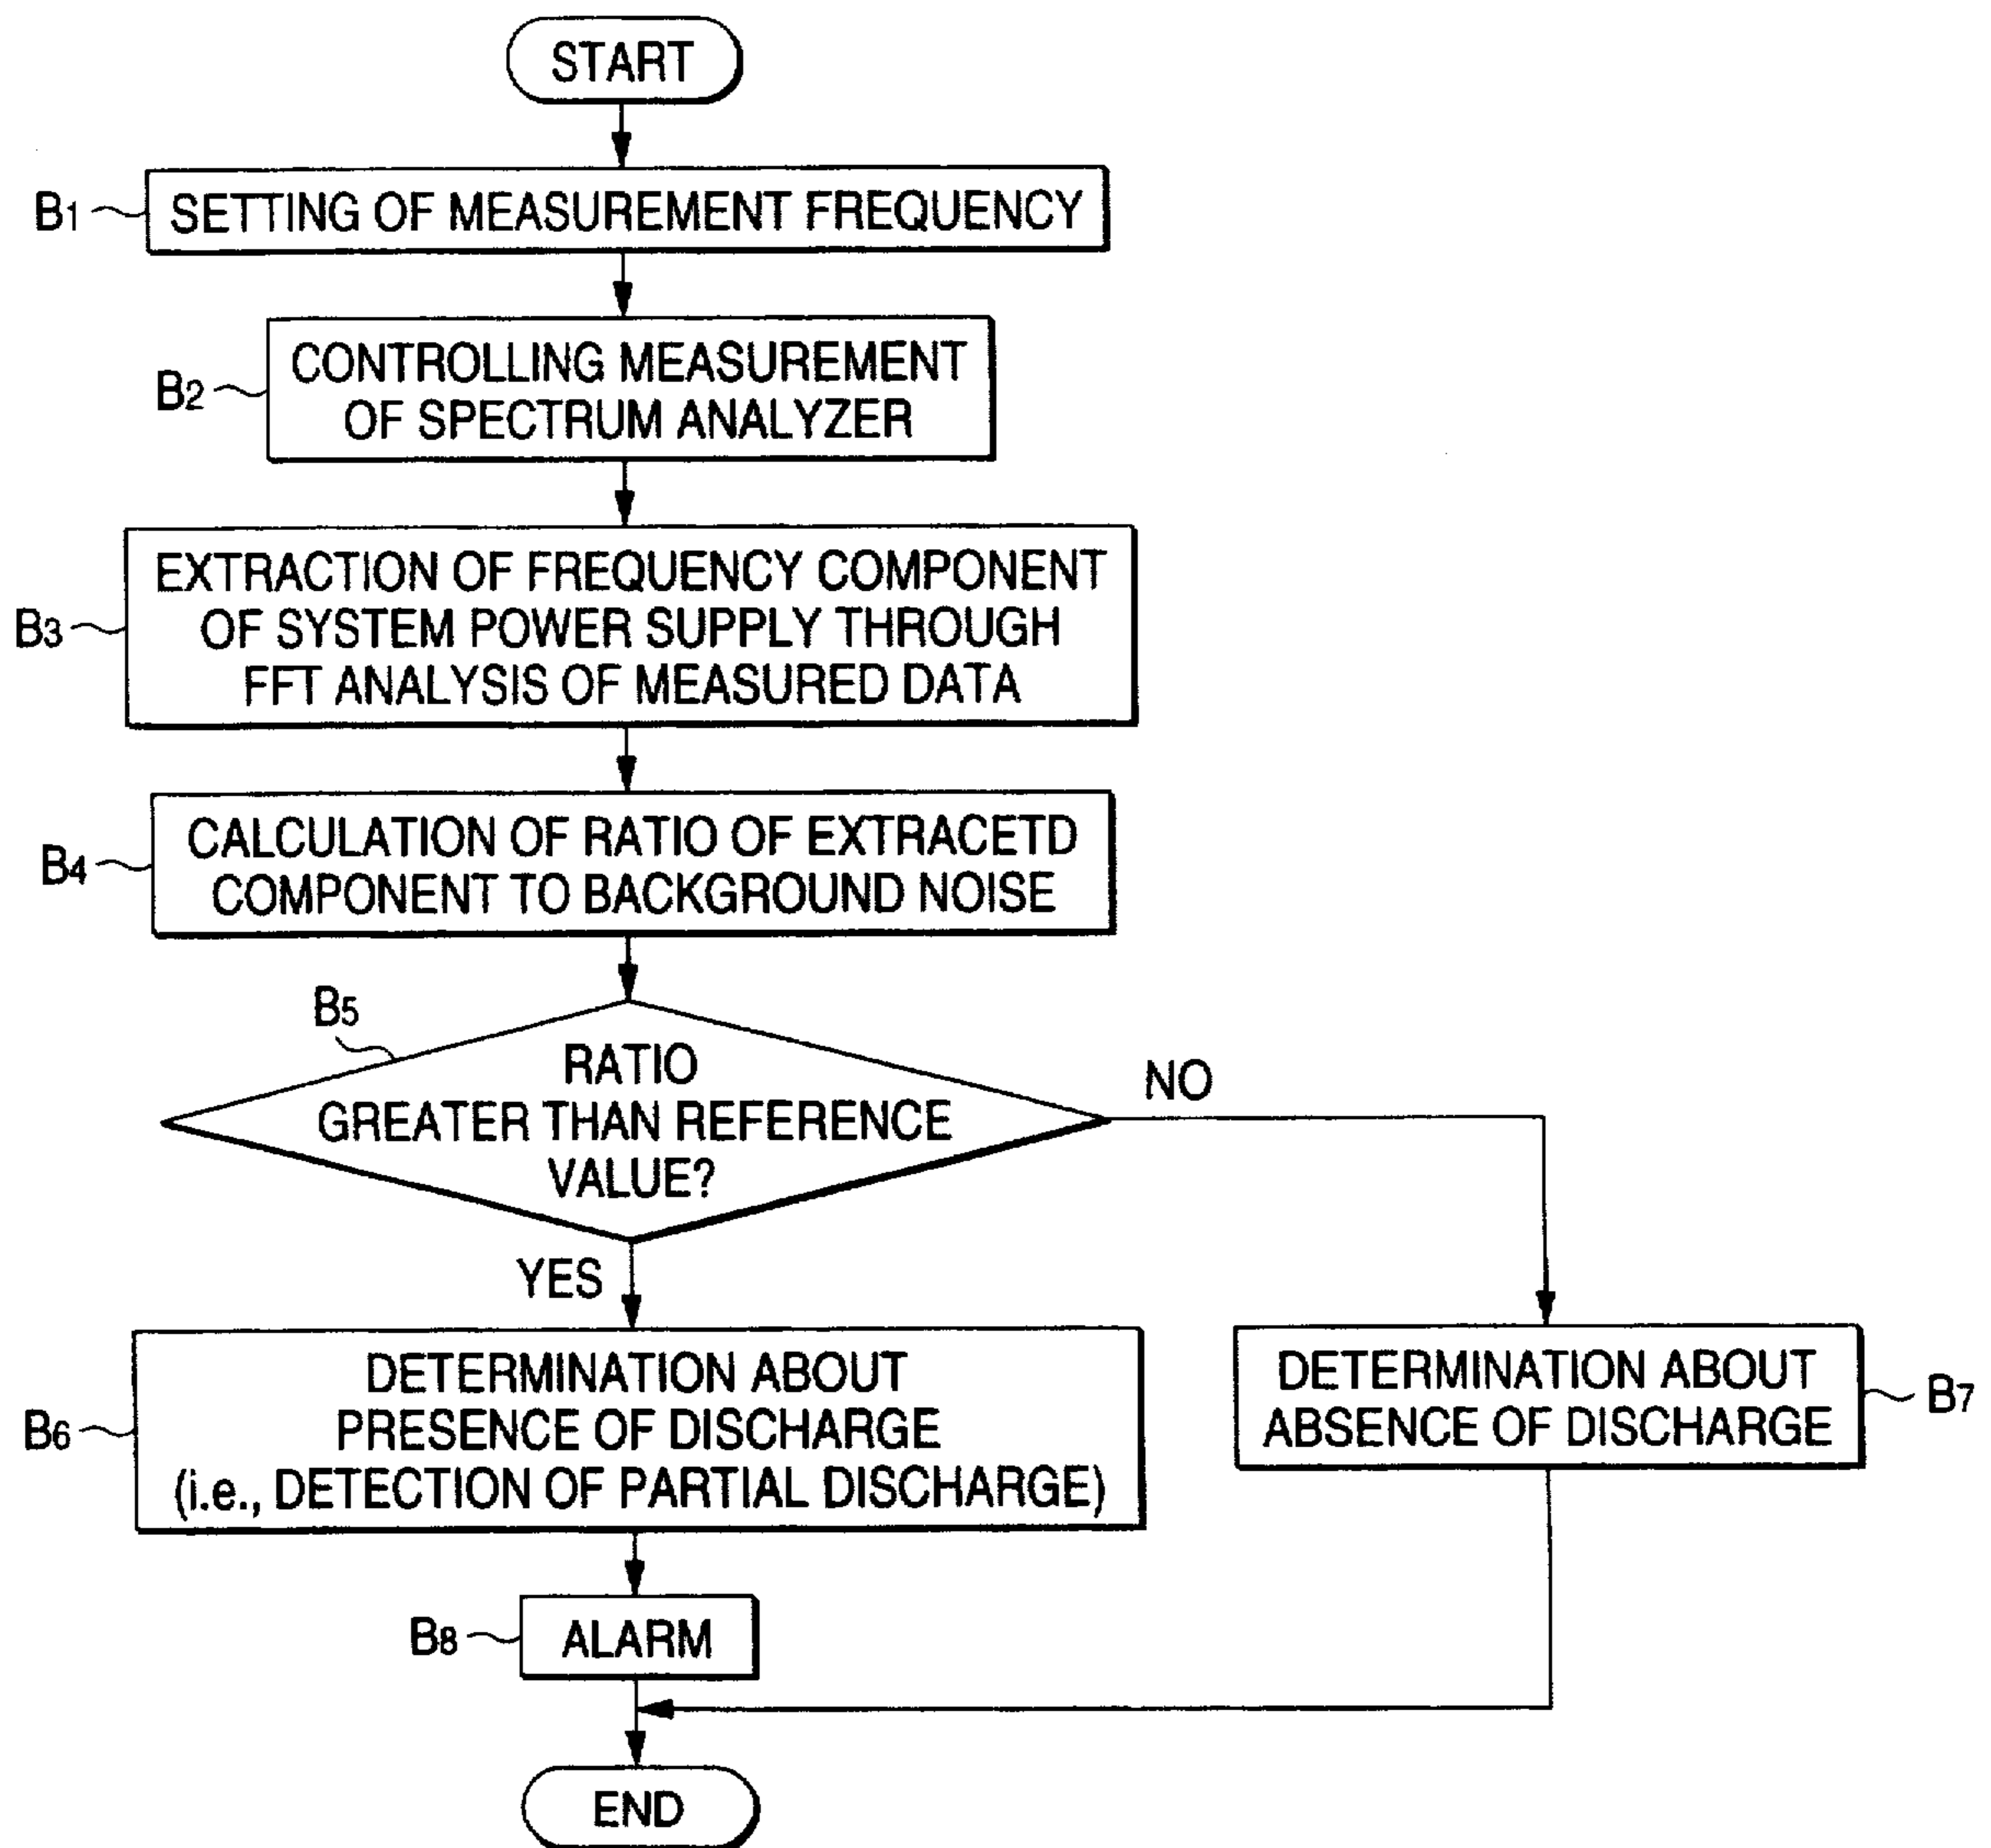 START
B1
SETTING OF MEASUREMENT FREQUENCY
B2
CONTROLLING MEASUREMENT
OF SPECTRUM ANALYZER
B3
EXTRACTION OF FREQUENCY COMPONENT
OF SYSTEM POWER SUPPLY THROUGH
FFT ANALYSIS OF MEASURED DATA
B4
CALCULATION OF RATIO OF EXTRACETD
COMPONENT TO BACKGROUND NOISE
B5
RATIO
GREATER THAN REFERENCE
VALUE?
NO
YES
B6
DETERMINATION ABOUT
PRESENCE OF DISCHARGE
(i.e., DETECTION OF PARTIAL DISCHARGE)
DETERMINATION ABOUT
ABSENCE OF DISCHARGE
B7
B8
ALARM
END